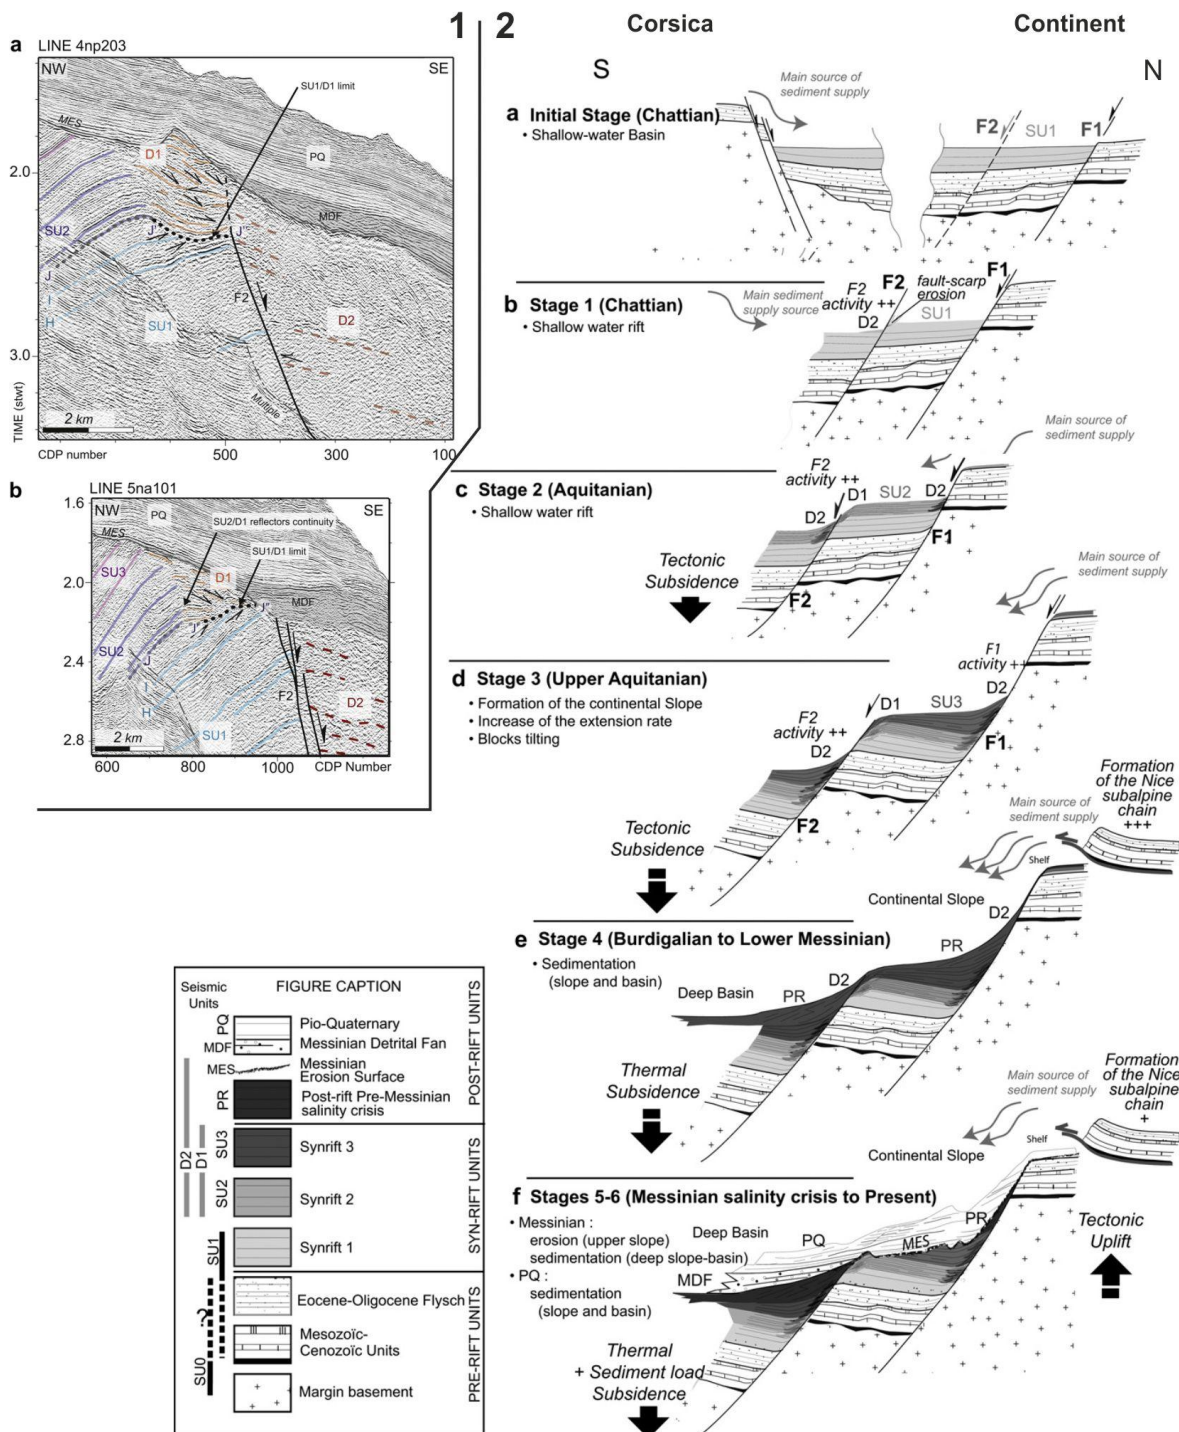 1
2
Corsica
Continent
a LINE 4np203
NW
SE
SU1/D1 limit
MES
D1
PQ
2.0
MDF
SU2
J'
J''
J
I
H
F2
SU1
D2
3.0
Multiple
TIME (stwt)
2 km
CDP number
500
300
100
b
LINE 5na101
1.6
NW
SE
PQ
SU2/D1 reflectors continuity
MES
SU1/D1 limit
SU3
2.0
D1
MDF
J''
J'
SU2
J
2.4
I
F2
H
D2
SU1
2 km
2.8
600
800
1000
CDP Number
S
N
Main source of
sediment supply
a Initial Stage (Chattian)
• Shallow-water Basin
F2
SU1
F1
b Stage 1 (Chattian)
• Shallow water rift
Main sediment
supply source
F2
activity ++
F2
F1
fault-scarp
erosion
D2
SU1
Main source of
sediment supply
c Stage 2 (Aquitanian)
• Shallow water rift
F2
activity ++
D1
SU2
D2
D2
F1
F2
Tectonic
Subsidence
Main source of
sediment supply
d Stage 3 (Upper Aquitanian)
• Formation of the continental Slope
• Increase of the extension rate
• Blocks tilting
F1
activity ++
D2
D1
SU3
F2
activity ++
D2
F1
F2
Tectonic
Subsidence
Formation
of the Nice
subalpine
chain
+++
Main source of
sediment supply
Shelf
Continental Slope
D2
e Stage 4 (Burdigalian to Lower Messinian)
• Sedimentation
(slope and basin)
PR
D2
Deep Basin
PR
Thermal
Subsidence
Formation
of the Nice
subalpine
chain
+
Main source of
sediment supply
Shelf
Continental Slope
f Stages 5-6 (Messinian salinity crisis to Present)
• Messinian :
erosion (upper slope)
sedimentation (deep slope-basin)
• PQ :
sedimentation
(slope and basin)
Deep Basin
PQ
MES
PR
MDF
Tectonic
Uplift
Thermal
+ Sediment load
Subsidence
Seismic
Units
FIGURE CAPTION
PQ
Pio-Quaternary
MDF
Messinian Detrital Fan
MES
Messinian
Erosion Surface
PR
Post-rift Pre-Messinian
salinity crisis
POST-RIFT UNITS
D2
D1
SU3
Synrift 3
SU2
Synrift 2
SU1
Synrift 1
SYN-RIFT UNITS
?
Eocene-Oligocene Flysch
Mesozoïc-
Cenozoïc Units
SU0
Margin basement
PRE-RIFT UNITS